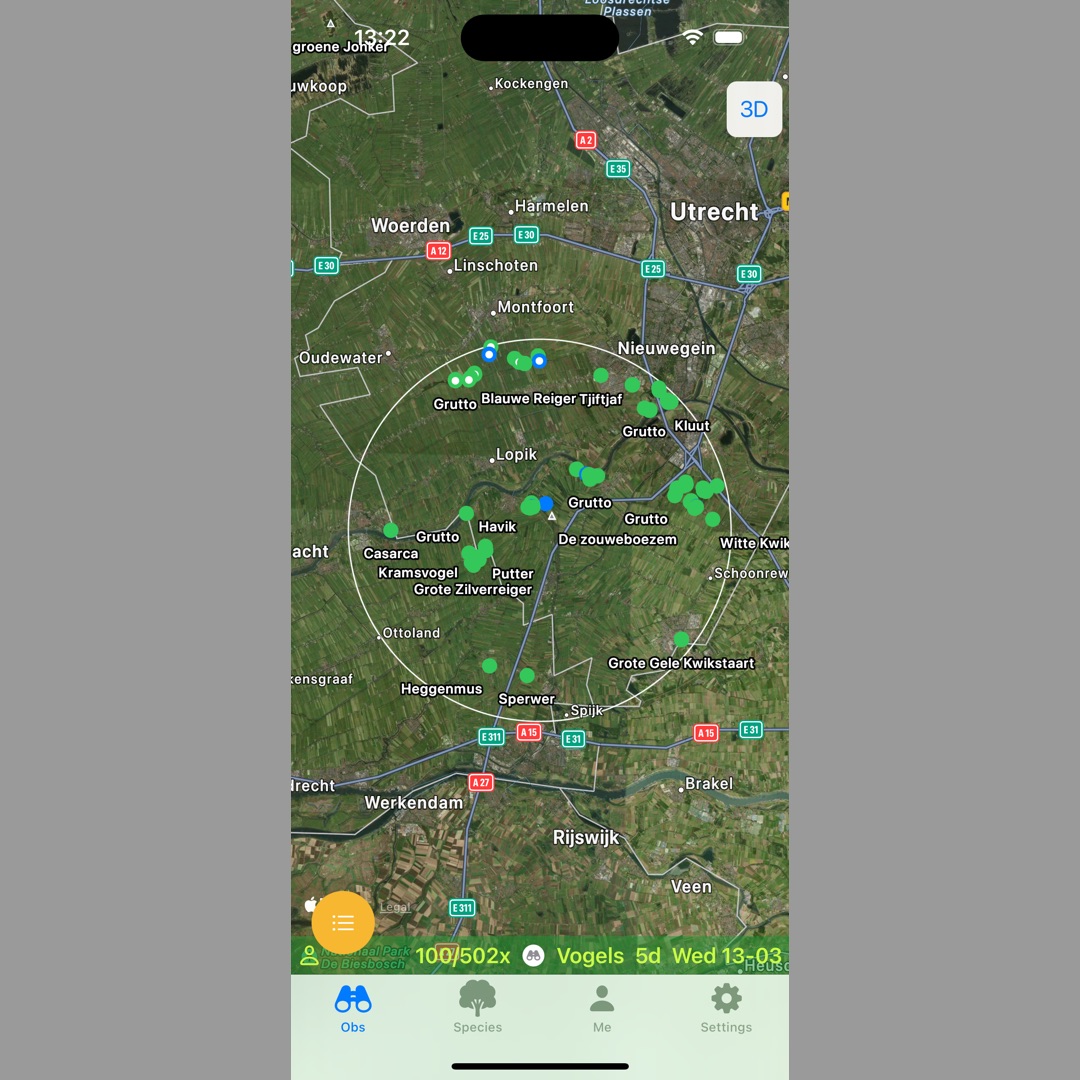 Loosdrechtse
Plassen
13:22
groene Jonker
Kockengen
uwkoop
3D
A2
E35
Harmelen
Utrecht
Woerden
E25
E30
A12
E30
Linschoten
E25
E30
Montfoort
Nieuwegein
Oudewater
Blauwe Reiger
Tjiftjaf
Grutto
Kluut
Grutto
Lopik
Grutto
Grutto
Havik
Grutto
De zouweboezem
Witte Kwik
acht
Casarca
Kramsvogel
Putter
Schoonrew
Grote Zilverreiger
Ottoland
Grote Gele Kwikstaart
kensgraaf
Heggenmus
Sperwer
Spijk
E311
A15
E31
A15
E31
drecht
A27
Brakel
Werkendam
Rijswijk
Veen
Legal
E311
Nationaal Park
De Biesbosch
100/502x
Vogels
5d
Wed 13-03
Heusd
Obs
Species
Me
Settings